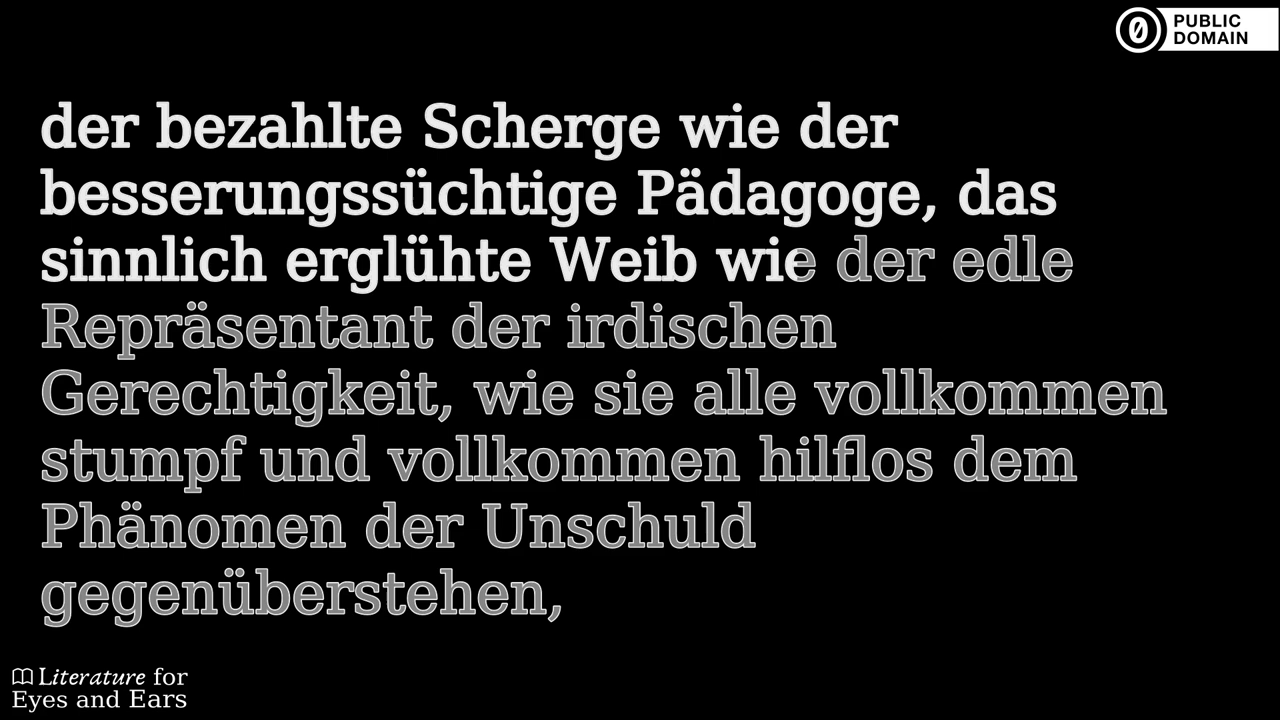 PUBLIC
DOMAIN
der bezahlte Scherge wie der
besserungssüchtige Pädagoge, das
sinnlich erglühte Weib wie der edle
Repräsentant der irdischen
Gerechtigkeit, wie sie alle vollkommen
stumpf und vollkommen hilflos dem
Phänomen der Unschuld
gegenüberstehen,
Literature for
Eyes and Ears